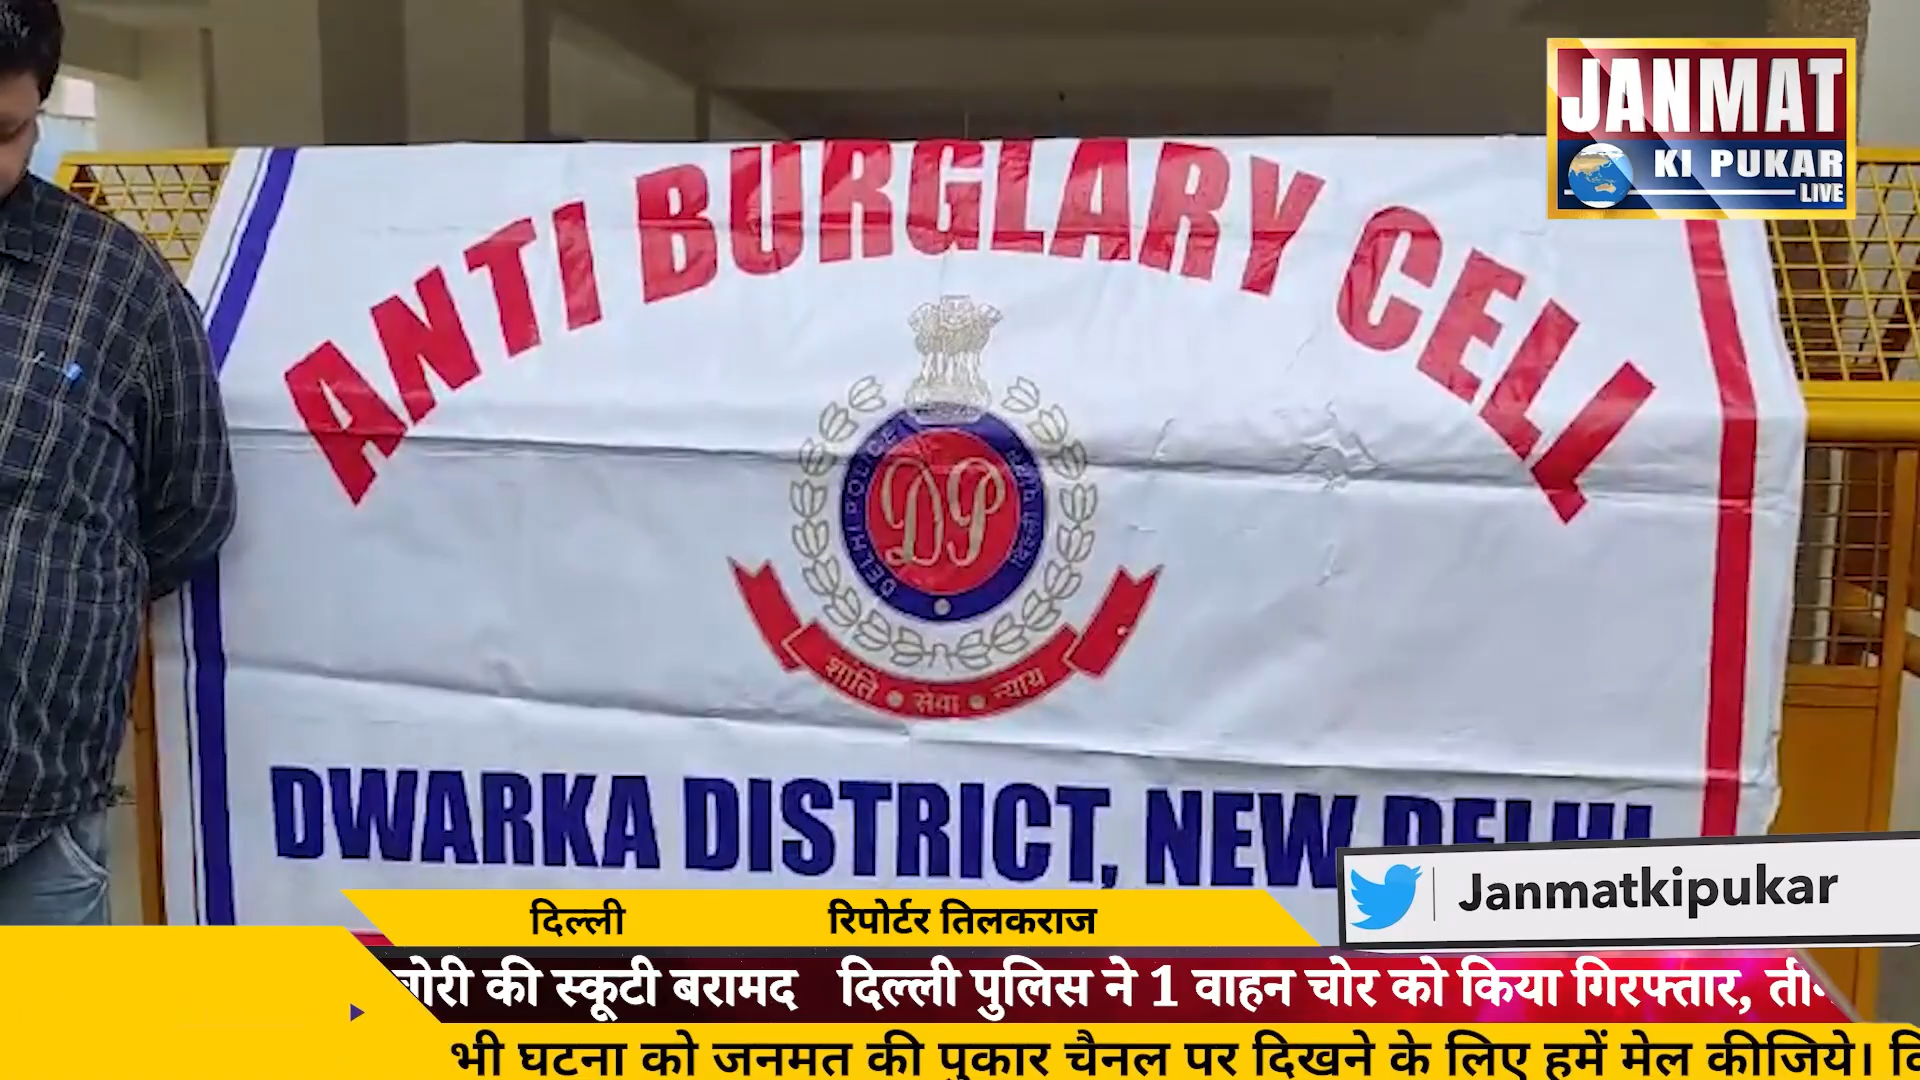 JANMAT
KI PUKAR
LIVE
ANTI BURGLARY CELL
DELHI POLICE
दिल्ली पुलिस
DP
शांति • सेवा • न्याय
DWARKA DISTRICT, NEW DELHI
Janmatkipukar
दिल्ली
रिपोर्टर तिलकराज
की स्कूटी बरामद दिल्ली पुलिस ने 1 वाहन चोर को किया गिरफ्तार,
भी घटना को जनमत की पुकार चैनल पर दिखने के लिए हमें मेल कीजिये।